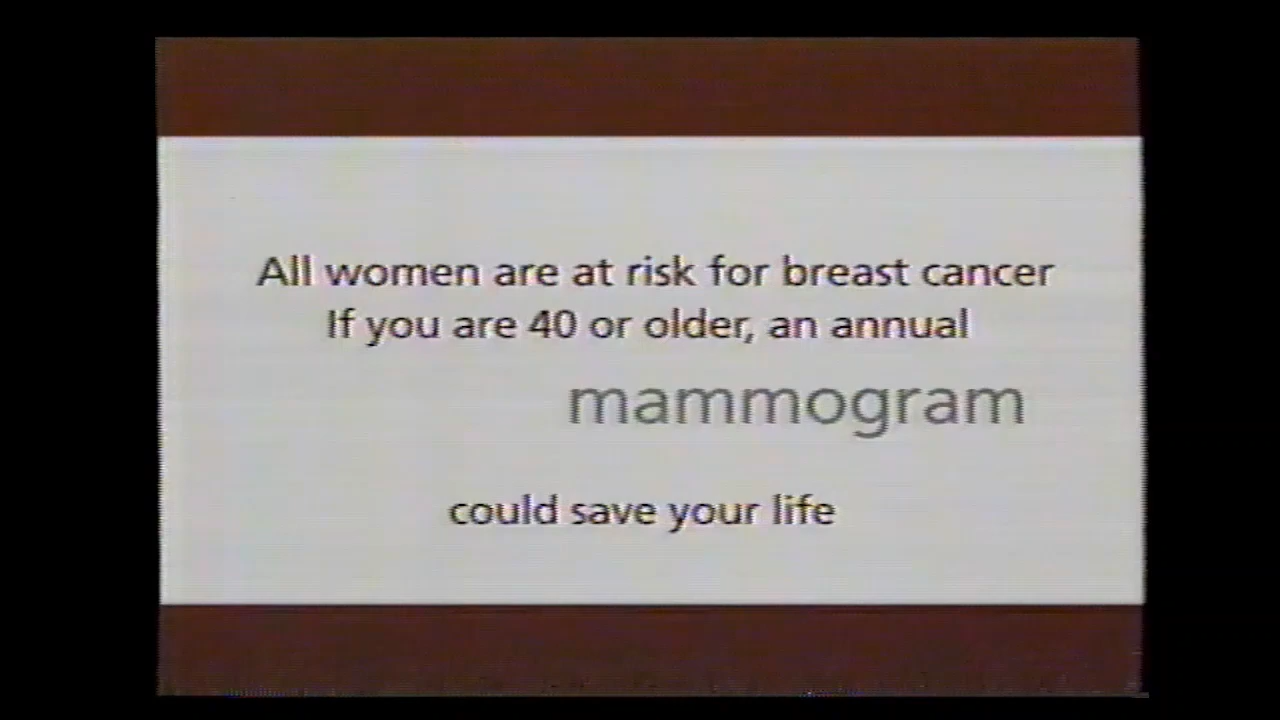 All women are at risk for breast cancer
If you are 40 or older, an annual
mammogram
could save your life